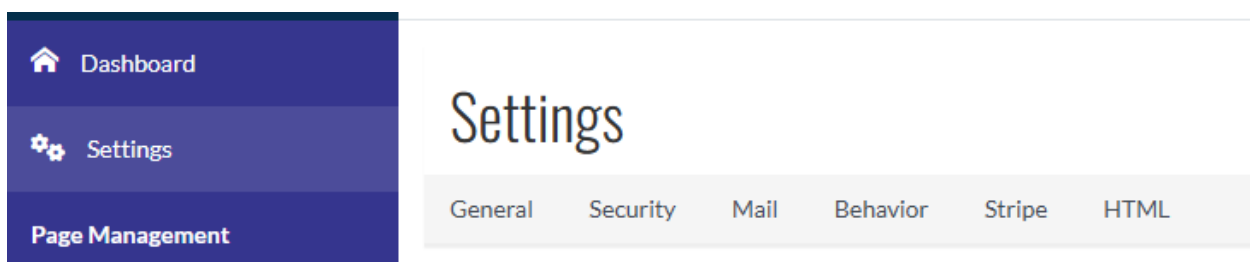 Dashboard
Settings
Page Management
Settings
General Security Mail Behavior Stripe HTML